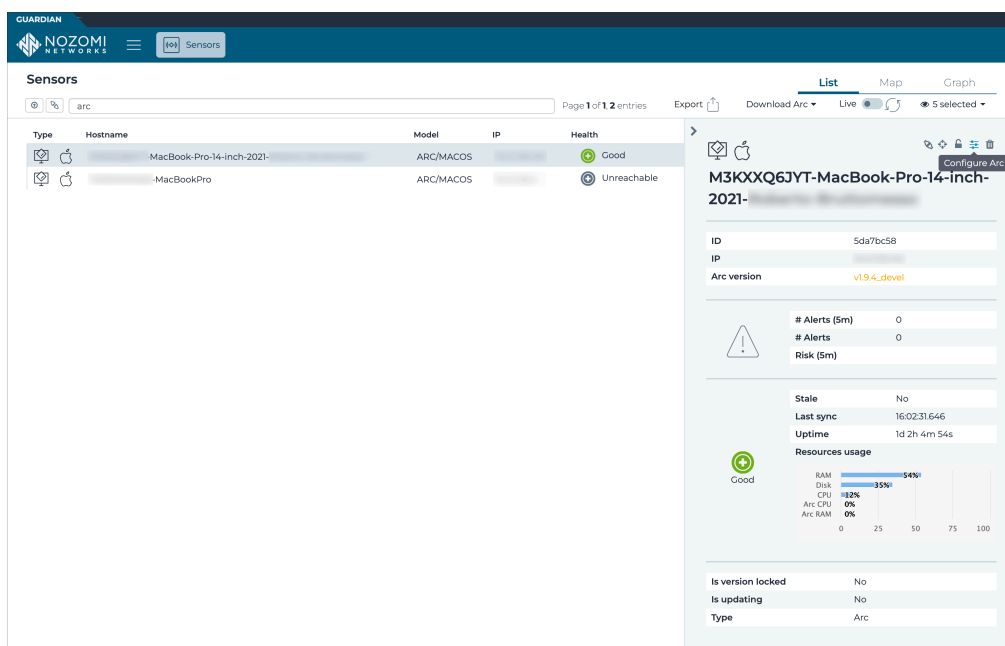 GUARDIAN
NOZOMI
NETWORKS
Sensors
Sensors
List Map Graph
arc
Page 1 of 1, 2 entries
Export
Download Arc
Live
5 selected
Type Hostname Model IP Health
-MacBook-Pro-14-inch-2021- ARC/MACOS Good
-MacBookPro ARC/MACOS Unreachable
Configure Arc
M3KXXQ6JYT-MacBook-Pro-14-inch-
2021-
ID 5da7bc58
IP
Arc version v1.9.4_devel
# Alerts (5m) 0
# Alerts 0
Risk (5m)
Stale No
Last sync 16:02:31.646
Uptime 1d 2h 4m 54s
Resources usage
Good
RAM 54%
Disk 35%
CPU 12%
Arc CPU 0%
Arc RAM 0%
0 25 50 75 100
Is version locked No
Is updating No
Type Arc